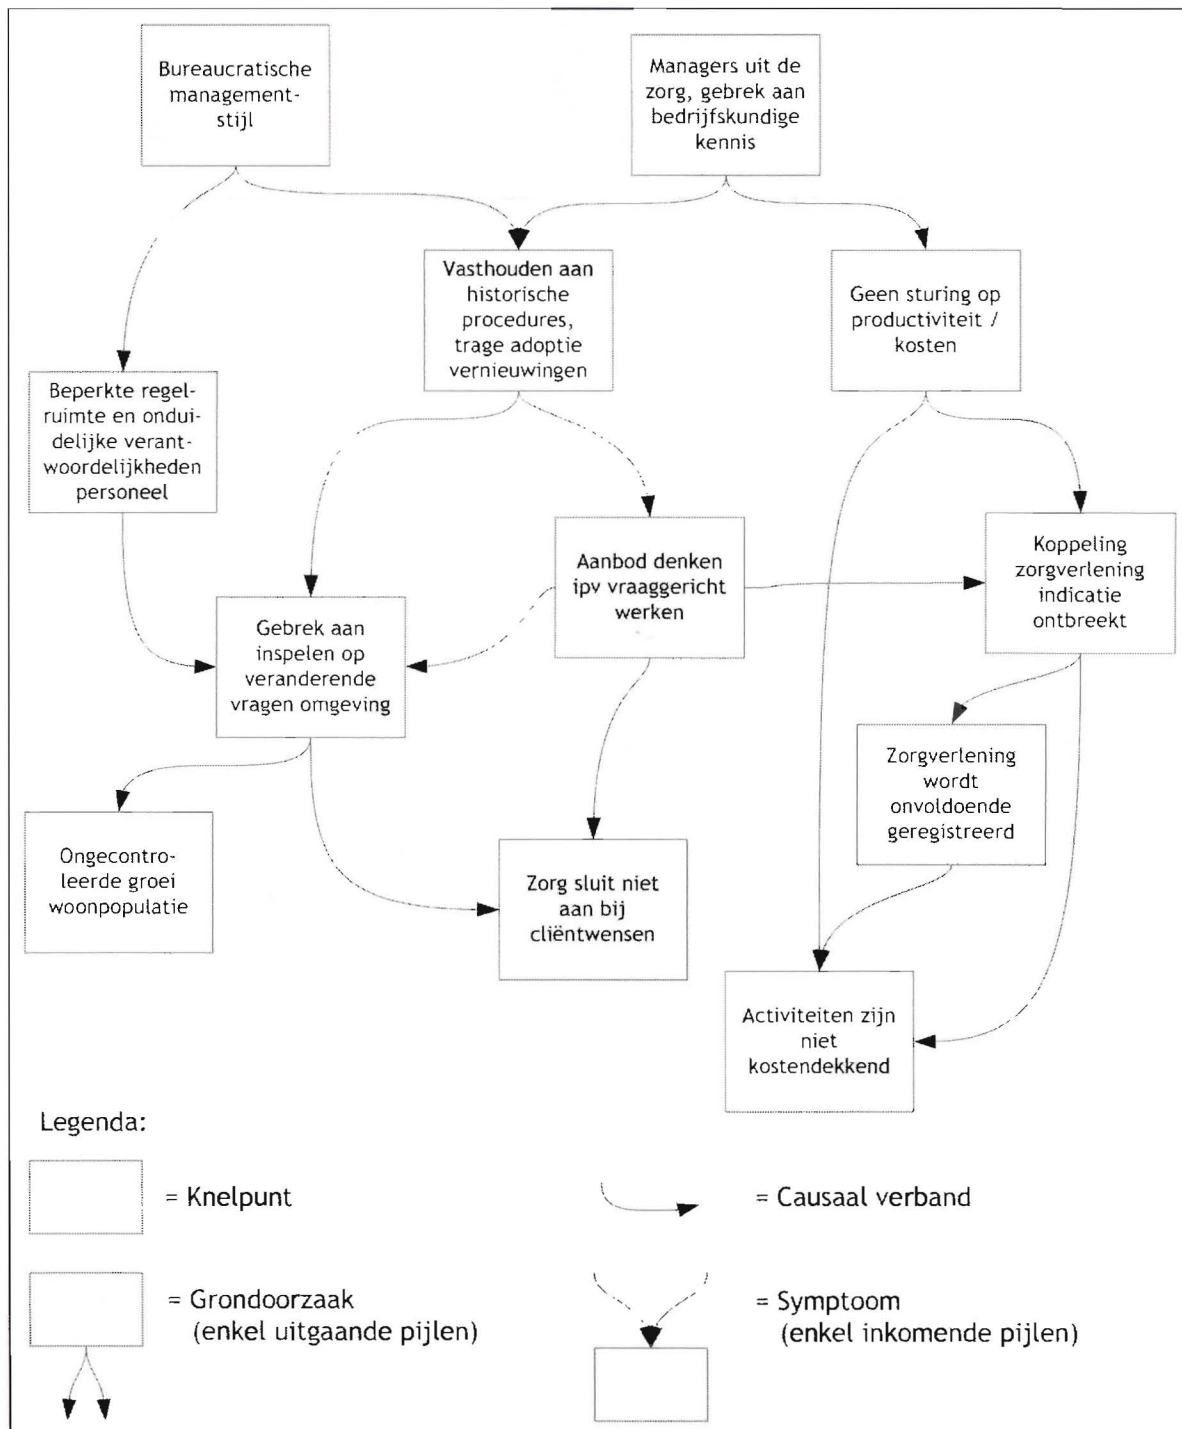 Bureaucratische
management-
stijl
Managers uit de
zorg, gebrek aan
bedrijfskundige
kennis
Vasthouden aan
historische
procedures,
trage adoptie
vernieuwingen
Geen sturing op
productiviteit /
kosten
Beperkte regel-
ruimte en ondui-
delijke verant-
woordelijkheden
personeel
Aanbod denken
ipv vraaggericht
werken
Koppeling
zorgverlening
indicatie
ontbreekt
Gebrek aan
inspelen op
veranderende
vragen omgeving
Zorgverlening
wordt
onvoldoende
geregistreerd
Ongecontro-
leerde groei
woonpopulatie
Zorg sluit niet
aan bij
cliëntwensen
Activiteiten zijn
niet
kostendekkend
Legenda:
= Knelpunt
= Causaal verband
= Grondoorzaak
(enkel uitgaande pijlen)
= Symptoom
(enkel inkomende pijlen)